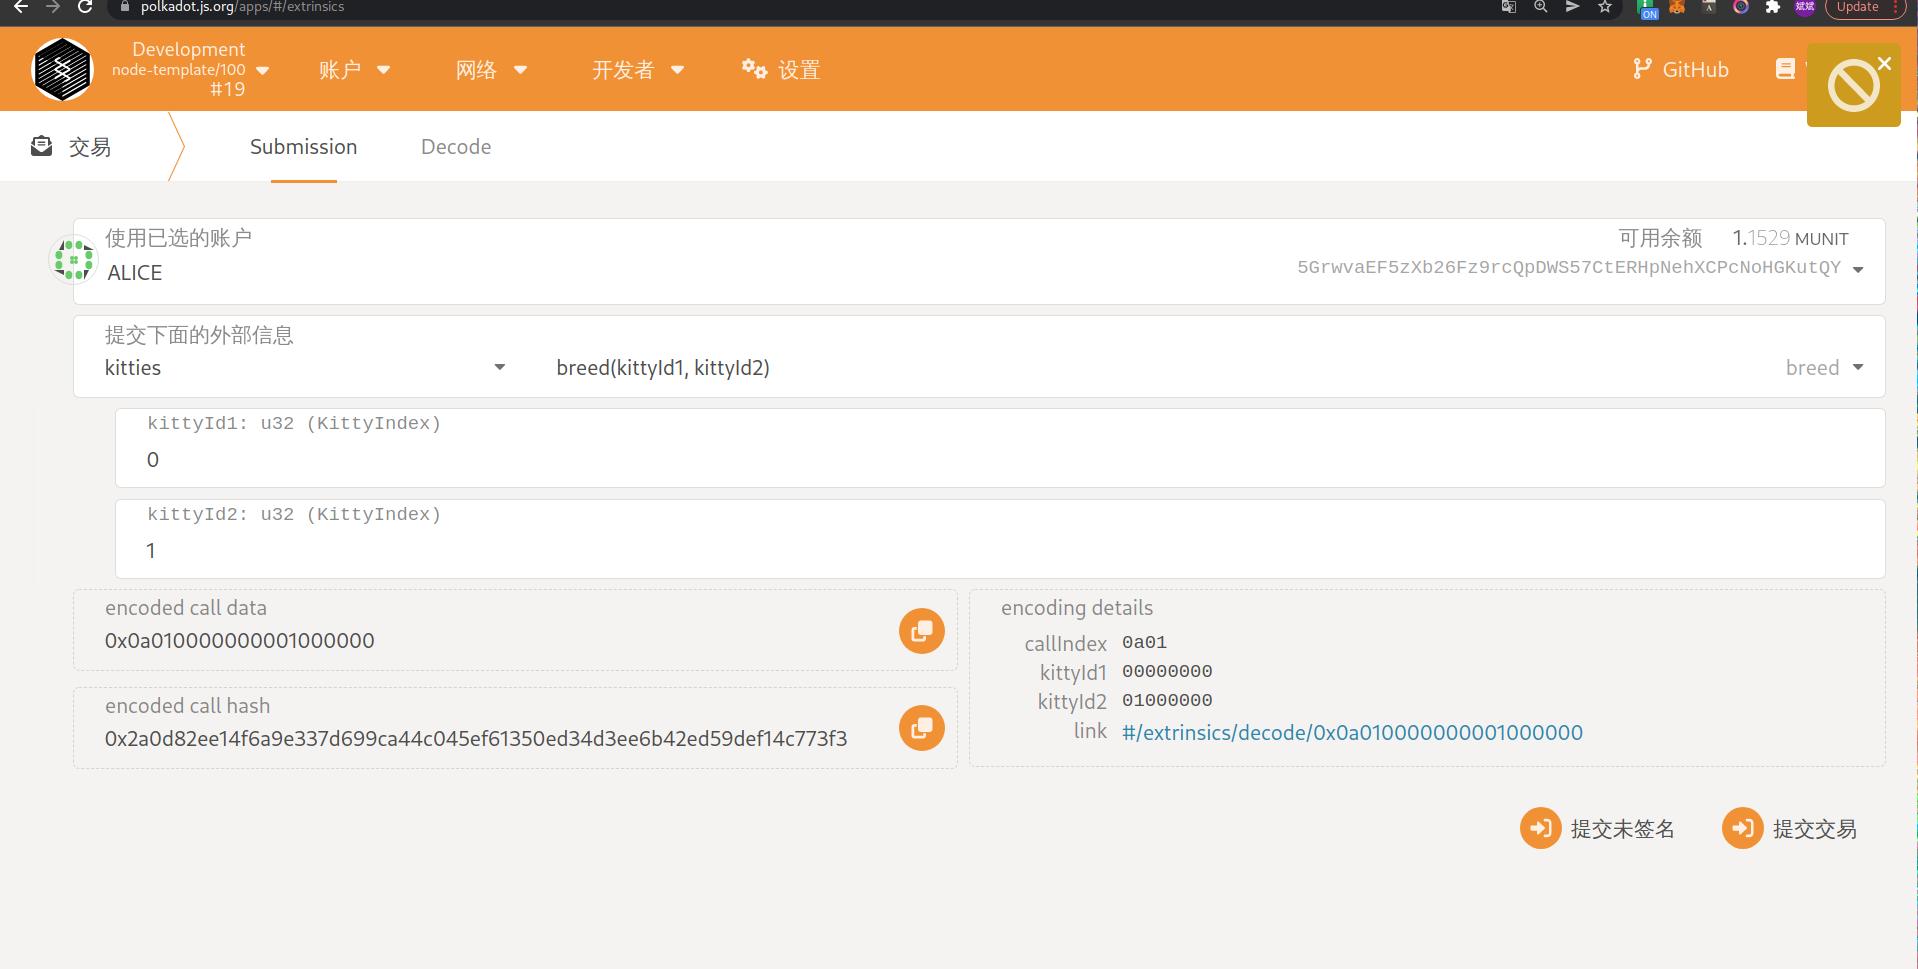 polkadot.js.org/apps/#/extrinsics
ON
A
斌斌
Update
Development
node-template/100
#19
账户
网络
开发者
设置
GitHub
交易
Submission
Decode
使用已选的账户
可用余额 1.1529 MUNIT
ALICE
5GrwvaEF5zXb26Fz9rcQpDWS57CtERHpNehXCPcNoHGKutQY
提交下面的外部信息
kitties
breed(kittyId1, kittyId2)
breed
kittyId1: u32 (KittyIndex)
0
kittyId2: u32 (KittyIndex)
1
encoded call data
0x0a010000000001000000
encoded call hash
0x2a0d82ee14f6a9e337d699ca44c045ef61350ed34d3ee6b42ed59def14c773f3
encoding details
callIndex 0a01
kittyId1 00000000
kittyId2 01000000
link #/extrinsics/decode/0x0a010000000001000000
提交未签名
提交交易